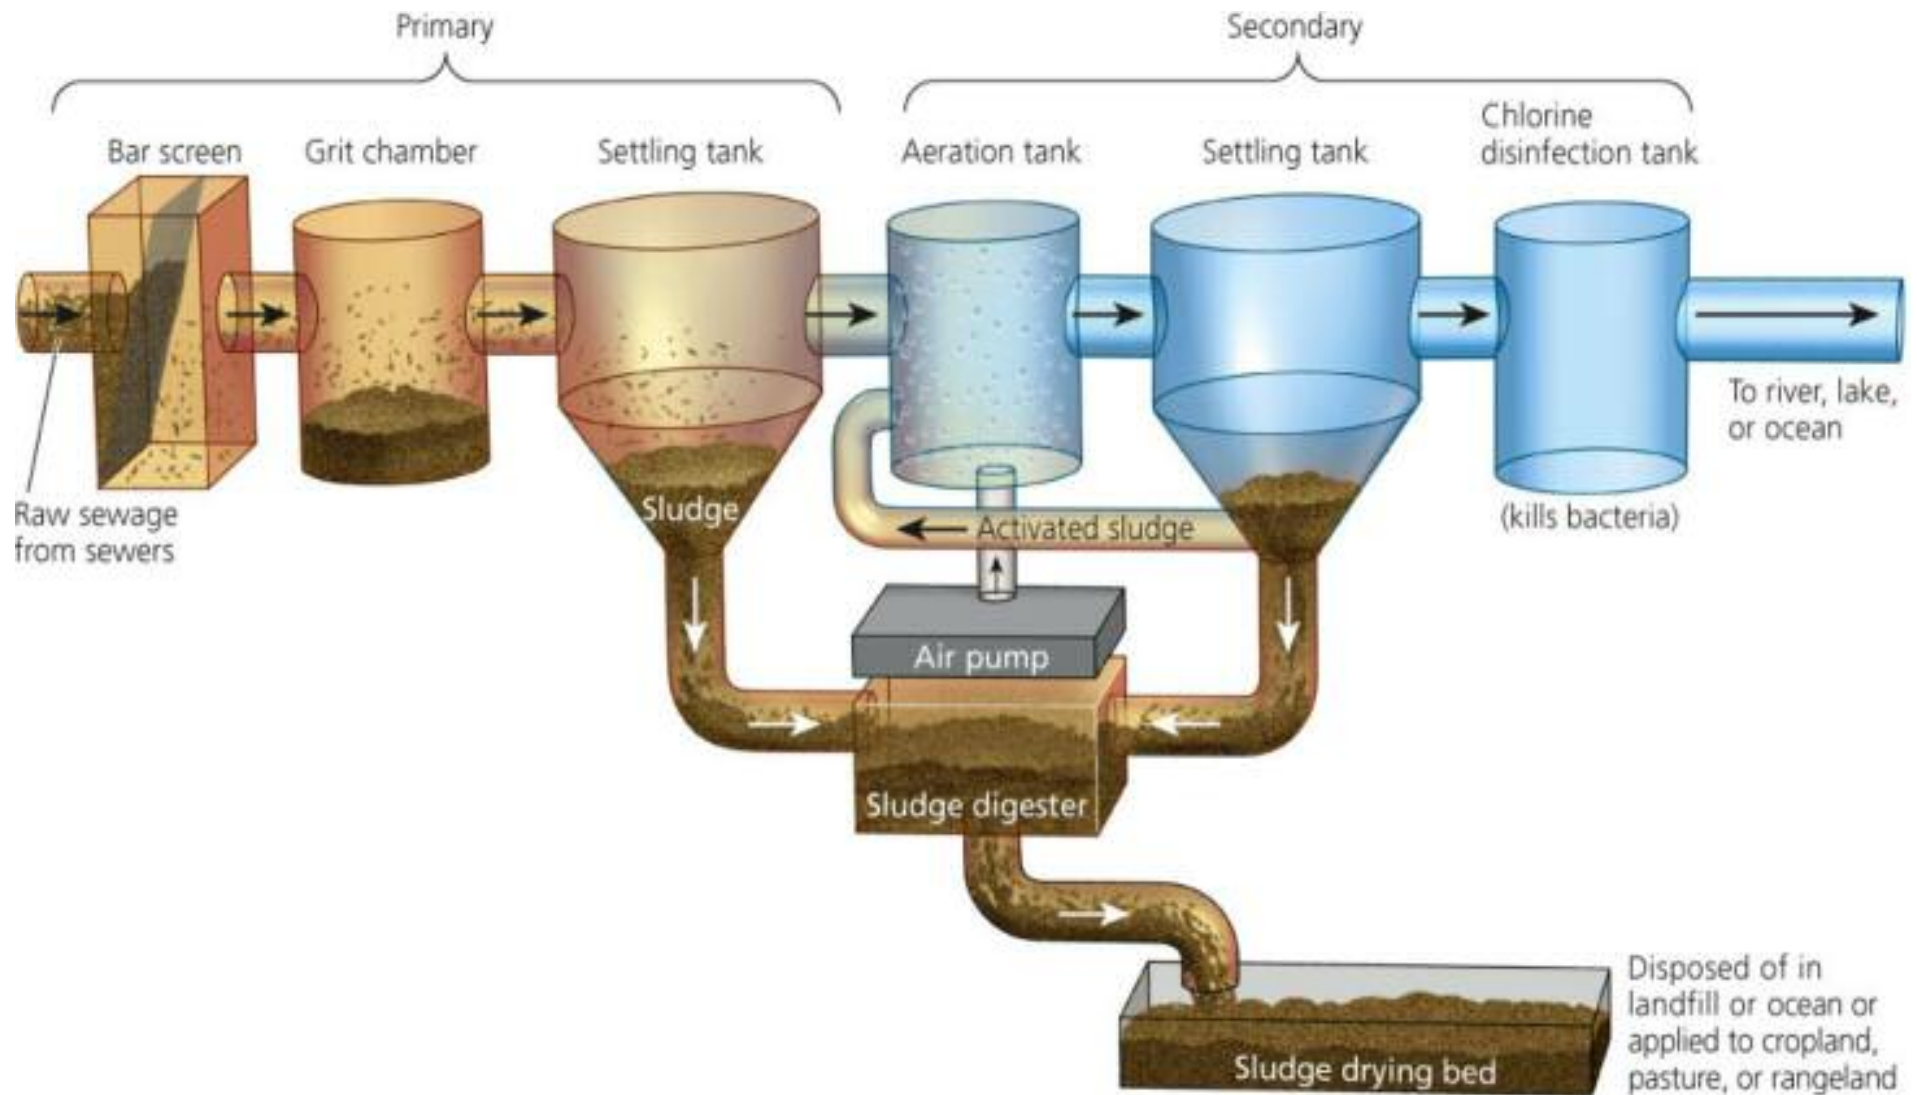 Primary
Secondary
Bar screen
Grit chamber
Settling tank
Aeration tank
Settling tank
Chlorine
disinfection tank
Raw sewage
from sewers
Sludge
Activated sludge
(kills bacteria)
To river, lake,
or ocean
Air pump
Sludge digester
Sludge drying bed
Disposed of in
landfill or ocean or
applied to cropland,
pasture, or rangeland